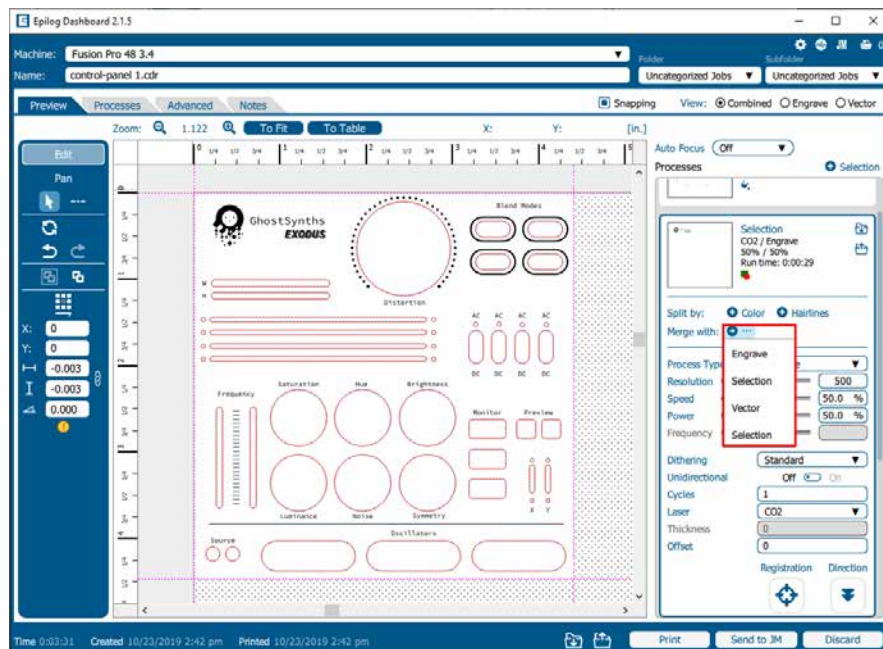 Epilog Dashboard 2.1.5
Machine: Fusion Pro 48 3.4
Folder Subfolder
Name: control-panel 1.cdr Uncategorized Jobs Uncategorized Jobs
Preview Processes Advanced Notes Snapping View: Combined Engrave Vector
Zoom: 1.122 To Fit To Table X: Y: [in.]
Edit
Pan
X: 0
Y: 0
-0.003
-0.003
0.000
GhostSynths
EXODUS
Blend Modes
W
H
Distortion
AC AC AC AC
DC DC DC DC
Frequency Saturation Hue Brightness
Monitor Preview
Luminance Noise Symmetry
X Y
Source Oscillators
Auto Focus Off
Processes Selection
Selection
CO2 / Engrave
50% / 50%
Run time: 0:00:29
Split by: Color Hairlines
Merge with: ...
Engrave
Selection
Vector
Selection
Process Type
Resolution 500
Speed 50.0 %
Power 50.0 %
Frequency
Dithering Standard
Unidirectional Off On
Cycles 1
Laser CO2
Thickness 0
Offset 0
Registration Direction
Time 0:03:31 Created 10/23/2019 2:42 pm Printed 10/23/2019 2:42 pm Print Send to JM Discard